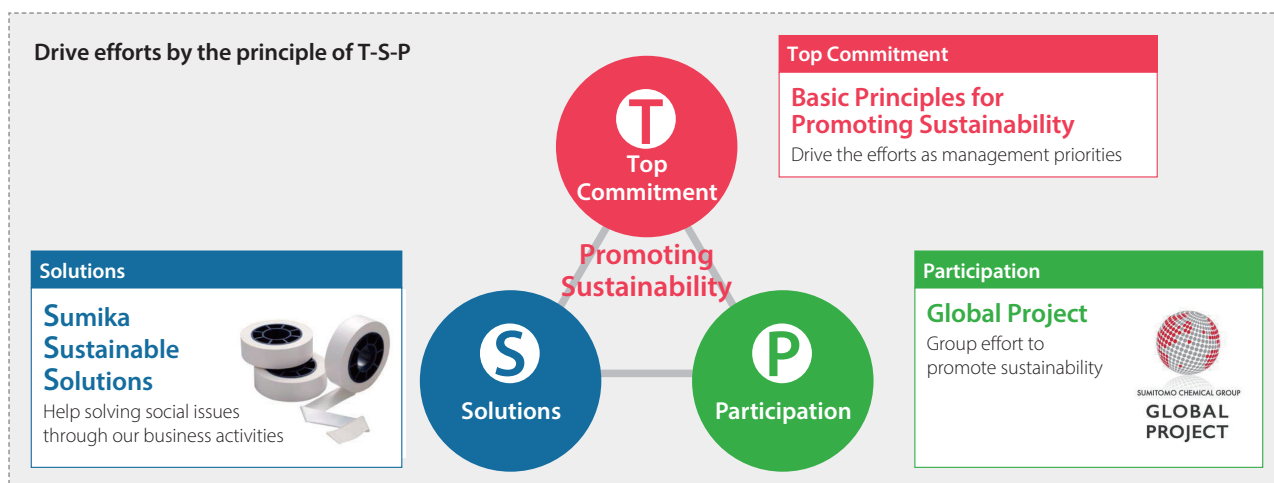 Drive efforts by the principle of T-S-P
T
Top
Commitment
Top Commitment
Basic Principles for
Promoting Sustainability
Drive the efforts as management priorities
Promoting
Sustainability
Solutions
Sumika
Sustainable
Solutions
Help solving social issues
through our business activities
S
Solutions
P
Participation
Participation
Global Project
Group effort to
promote sustainability
SUMITOMO CHEMICAL GROUP
GLOBAL
PROJECT